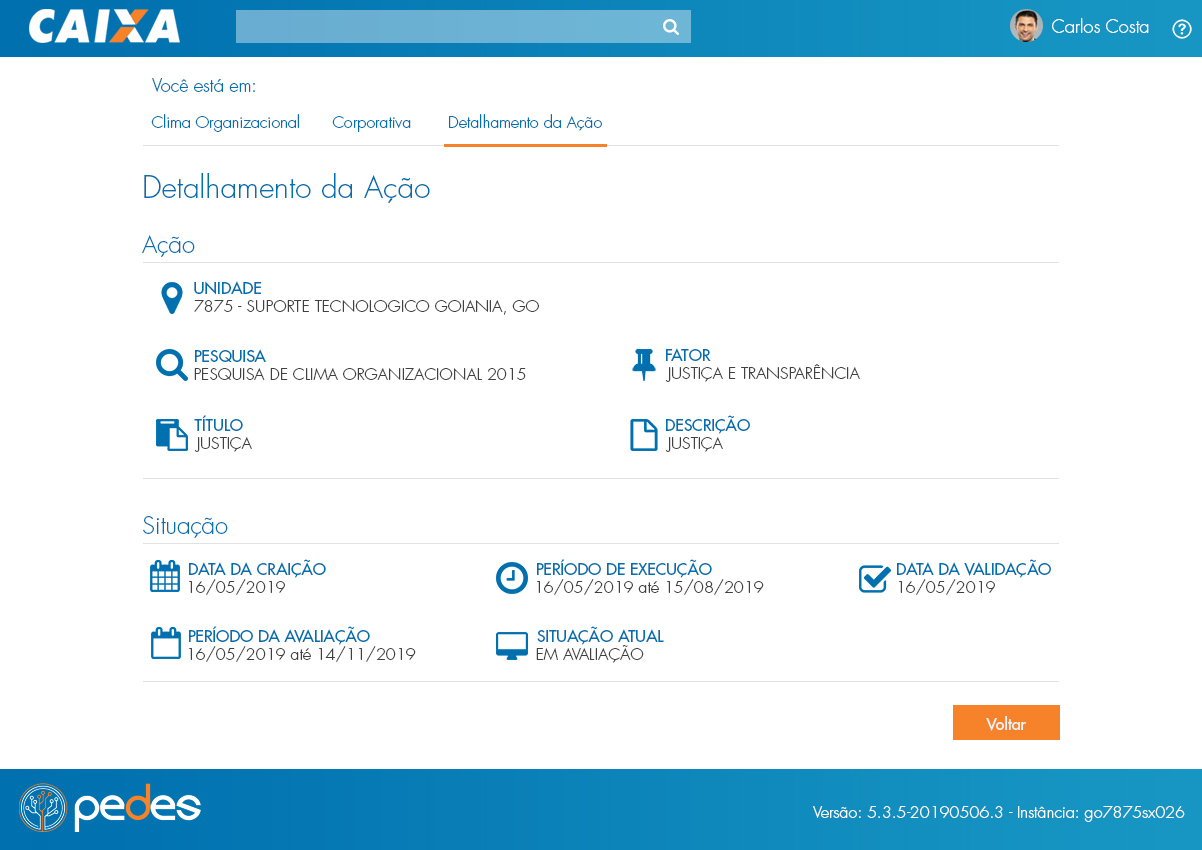 CAIXA
Carlos Costa
Você está em:
Clima Organizacional Corporativa Detalhamento da Ação
Detalhamento da Ação
Ação
UNIDADE
7875 - SUPORTE TECNOLOGICO GOIANIA, GO
PESQUISA
PESQUISA DE CLIMA ORGANIZACIONAL 2015
FATOR
JUSTIÇA E TRANSPARÊNCIA
TÍTULO
JUSTIÇA
DESCRIÇÃO
JUSTIÇA
Situação
DATA DA CRAIÇÃO
16/05/2019
PERÍODO DE EXECUÇÃO
16/05/2019 até 15/08/2019
DATA DA VALIDAÇÃO
16/05/2019
PERÍODO DA AVALIAÇÃO
16/05/2019 até 14/11/2019
SITUAÇÃO ATUAL
EM AVALIAÇÃO
Voltar
pedes
Versão: 5.3.5-20190506.3 - Instância: go7875sx026